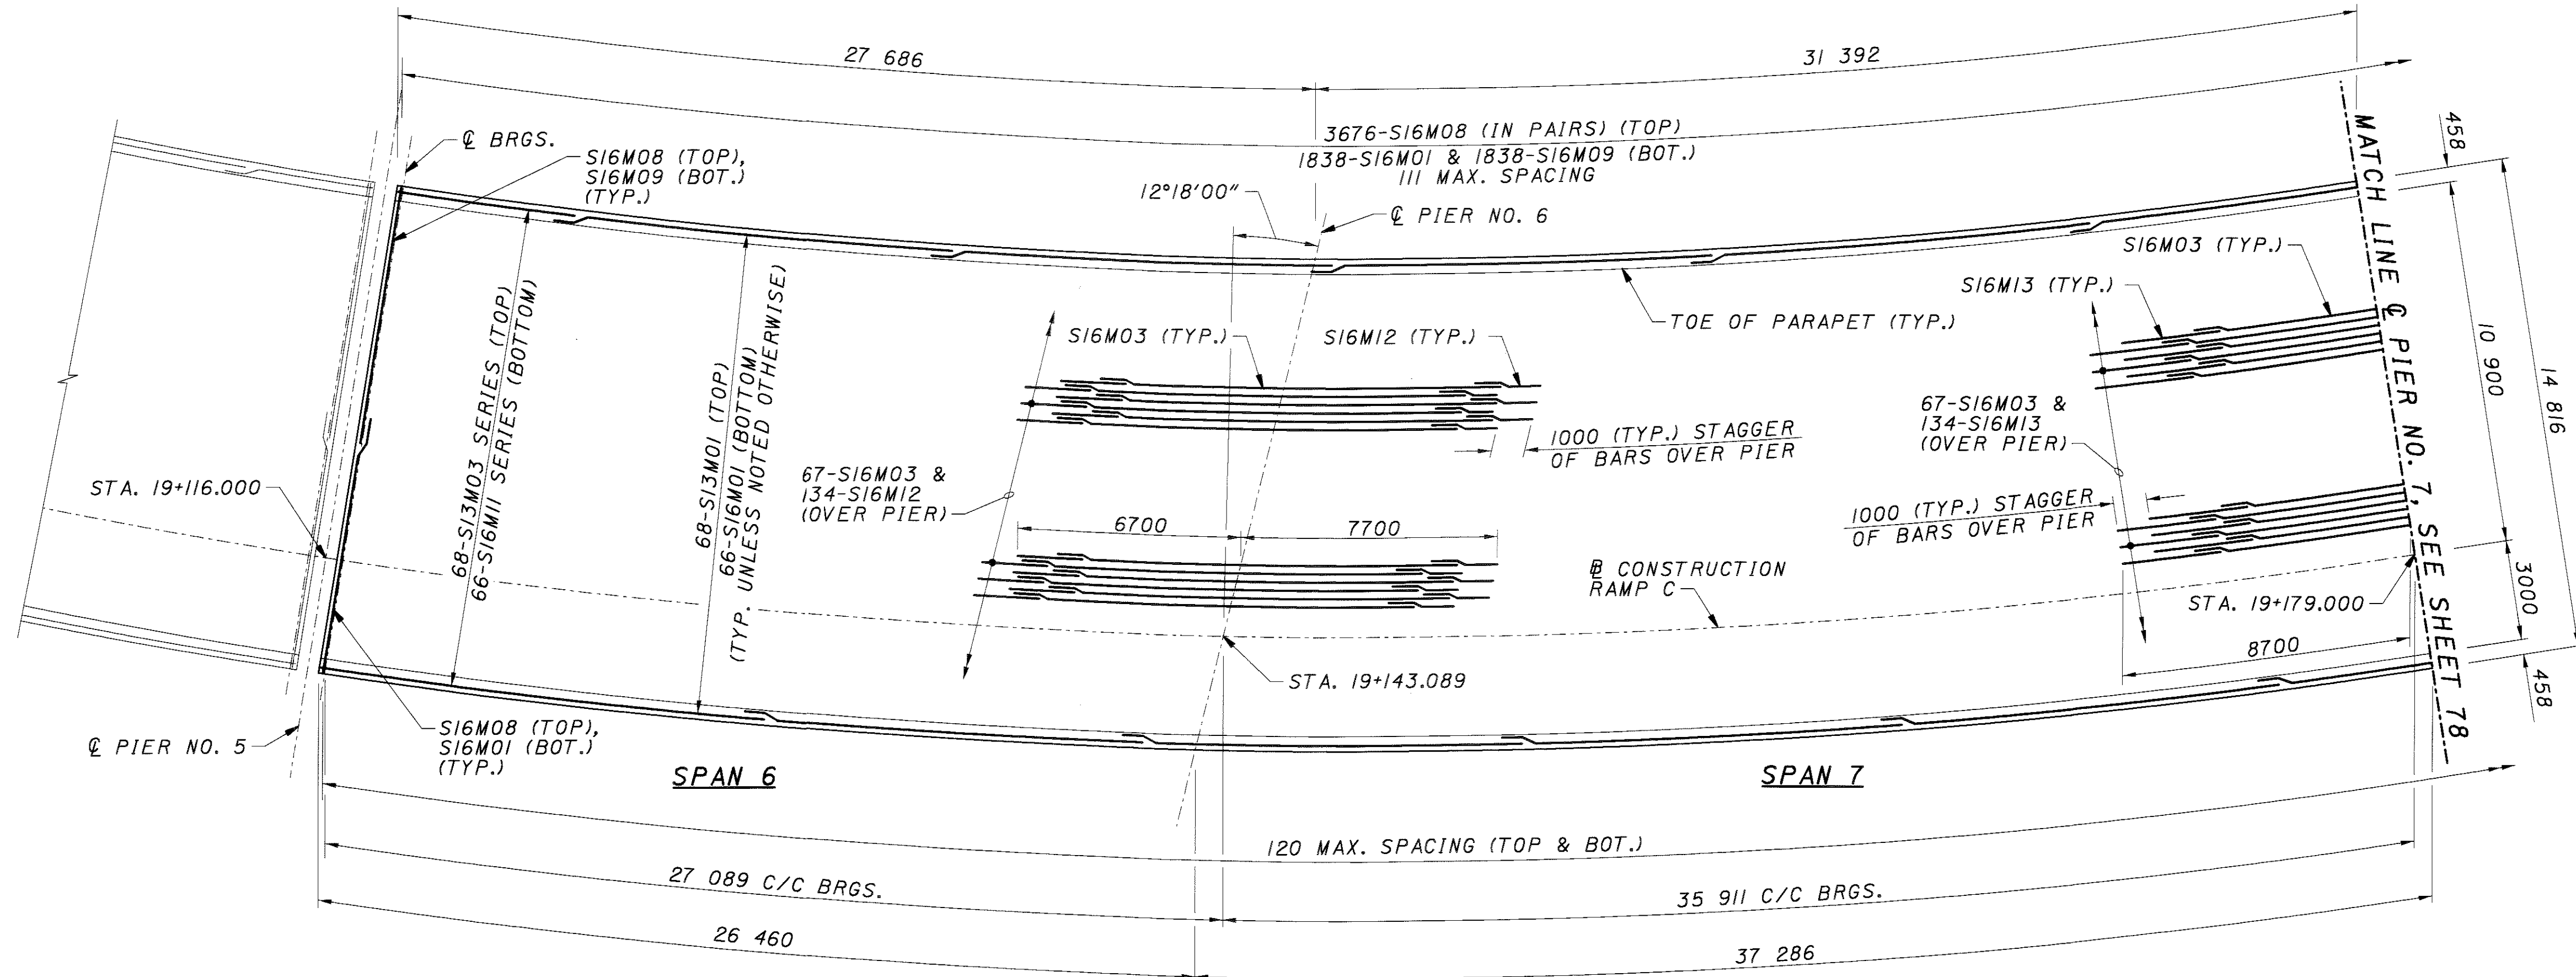 27 686
31 392
3676-S16M08 (IN PAIRS) (TOP)
1838-S16M01 & 1838-S16M09 (BOT.)
111 MAX. SPACING
℄ BRGS.
S16M08 (TOP),
S16M09 (BOT.)
(TYP.)
12°18'00"
℄ PIER NO. 6
458
MATCH LINE ℄ PIER NO. 7, SEE SHEET 78
S16M03 (TYP.)
S16M13 (TYP.)
TOE OF PARAPET (TYP.)
S16M03 (TYP.)
S16M12 (TYP.)
10 900
14 816
68-S13M03 SERIES (TOP)
66-S16M11 SERIES (BOTTOM)
68-S13M01 (TOP)
66-S16M01 (BOTTOM)
(TYP. UNLESS NOTED OTHERWISE)
67-S16M03 &
134-S16M13
(OVER PIER)
1000 (TYP.) STAGGER
OF BARS OVER PIER
67-S16M03 &
134-S16M12
(OVER PIER)
STA. 19+116.000
1000 (TYP.) STAGGER
OF BARS OVER PIER
6700
7700
BL CONSTRUCTION
RAMP C
STA. 19+179.000
3000
8700
458
STA. 19+143.089
℄ PIER NO. 5
S16M08 (TOP),
S16M01 (BOT.)
(TYP.)
SPAN 6
SPAN 7
120 MAX. SPACING (TOP & BOT.)
27 089 C/C BRGS.
35 911 C/C BRGS.
26 460
37 286